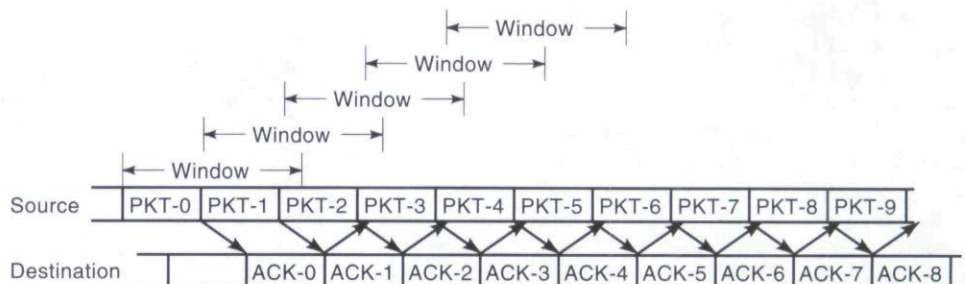 Window
Window
Window
Window
Window
Source PKT-0 PKT-1 PKT-2 PKT-3 PKT-4 PKT-5 PKT-6 PKT-7 PKT-8 PKT-9
Destination ACK-0 ACK-1 ACK-2 ACK-3 ACK-4 ACK-5 ACK-6 ACK-7 ACK-8